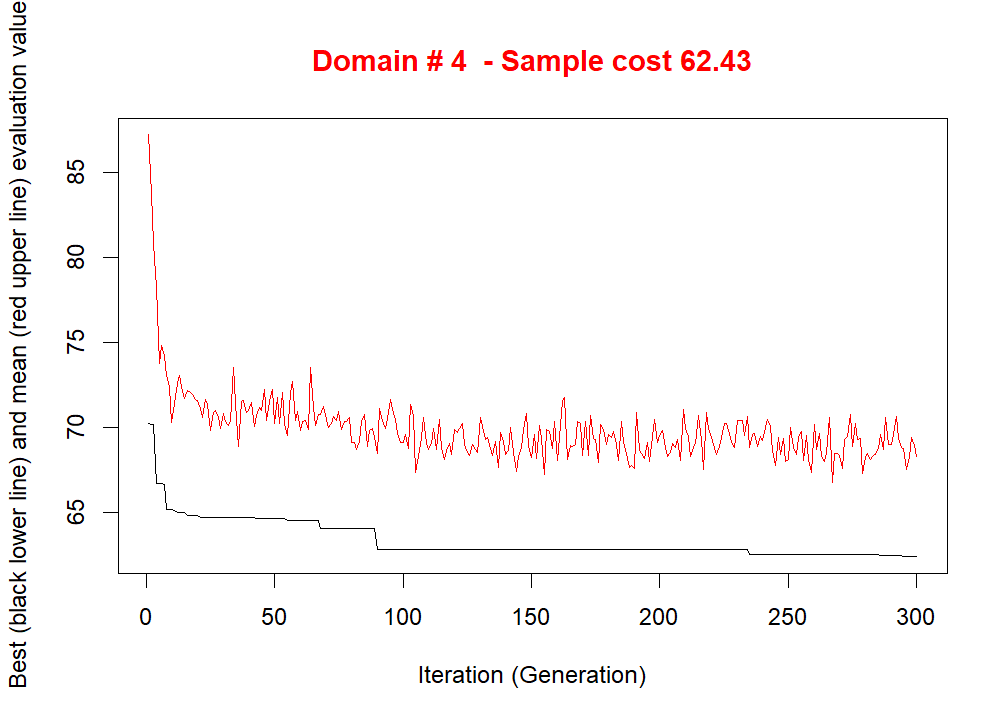 Domain # 4  - Sample cost 62.43
Best (black lower line) and mean (red upper line) evaluation value
85
80
75
70
65
0 50 100 150 200 250 300
Iteration (Generation)